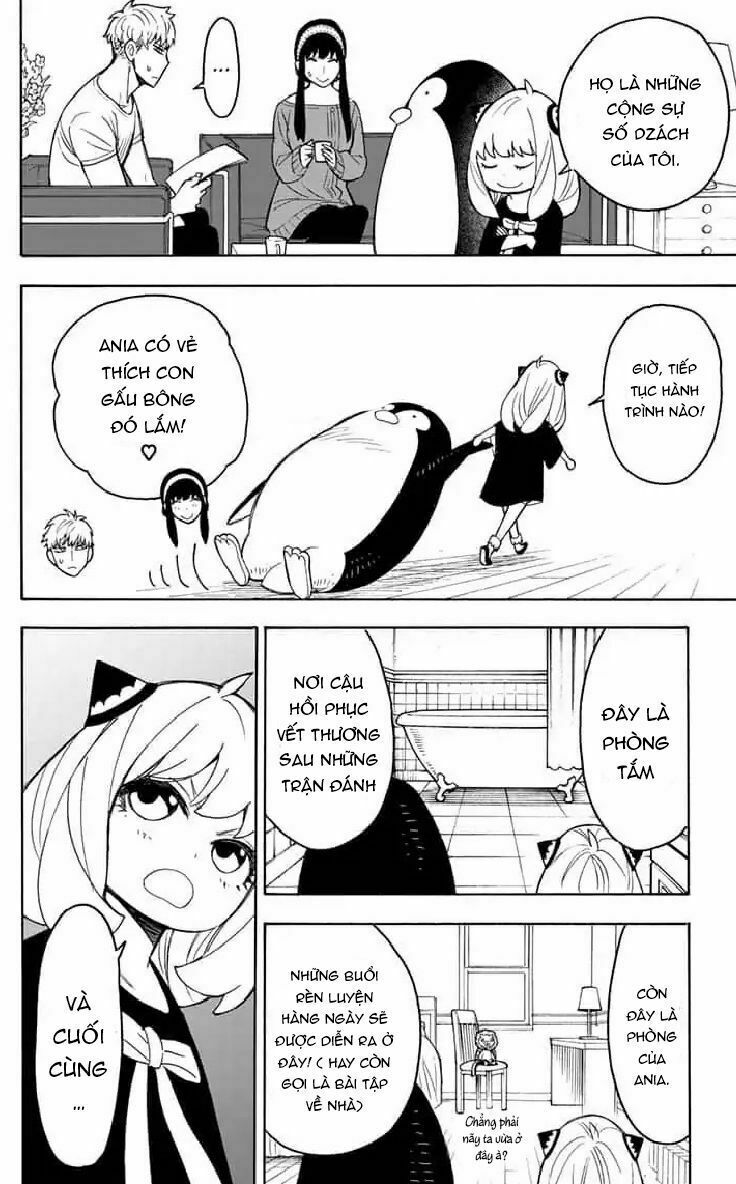 HỌ LÀ NHỮNG
CỘNG SỰ
SỐ DZÁCH
CỦA TÔI.
...
GIỜ, TIẾP
TỤC HÀNH
TRÌNH NÀO!
ANIA CÓ VẺ
THÍCH CON
GẤU BÔNG
ĐÓ LẮM!
♡
ĐÂY LÀ
PHÒNG
TẮM
NƠI CẬU
HỒI PHỤC
VẾT THƯƠNG
SAU NHỮNG
TRẬN ĐÁNH
CÒN
ĐÂY LÀ
PHÒNG
CỦA
ANIA.
NHỮNG BUỔI
RÈN LUYỆN
HÀNG NGÀY SẼ
ĐƯỢC DIỄN RA Ở
ĐÂY! ( HAY CÒN
GỌI LÀ BÀI TẬP
VỀ NHÀ)
Chẳng phải
nãy ta vừa ở
đây à?
VÀ
CUỐI
CÙNG
...